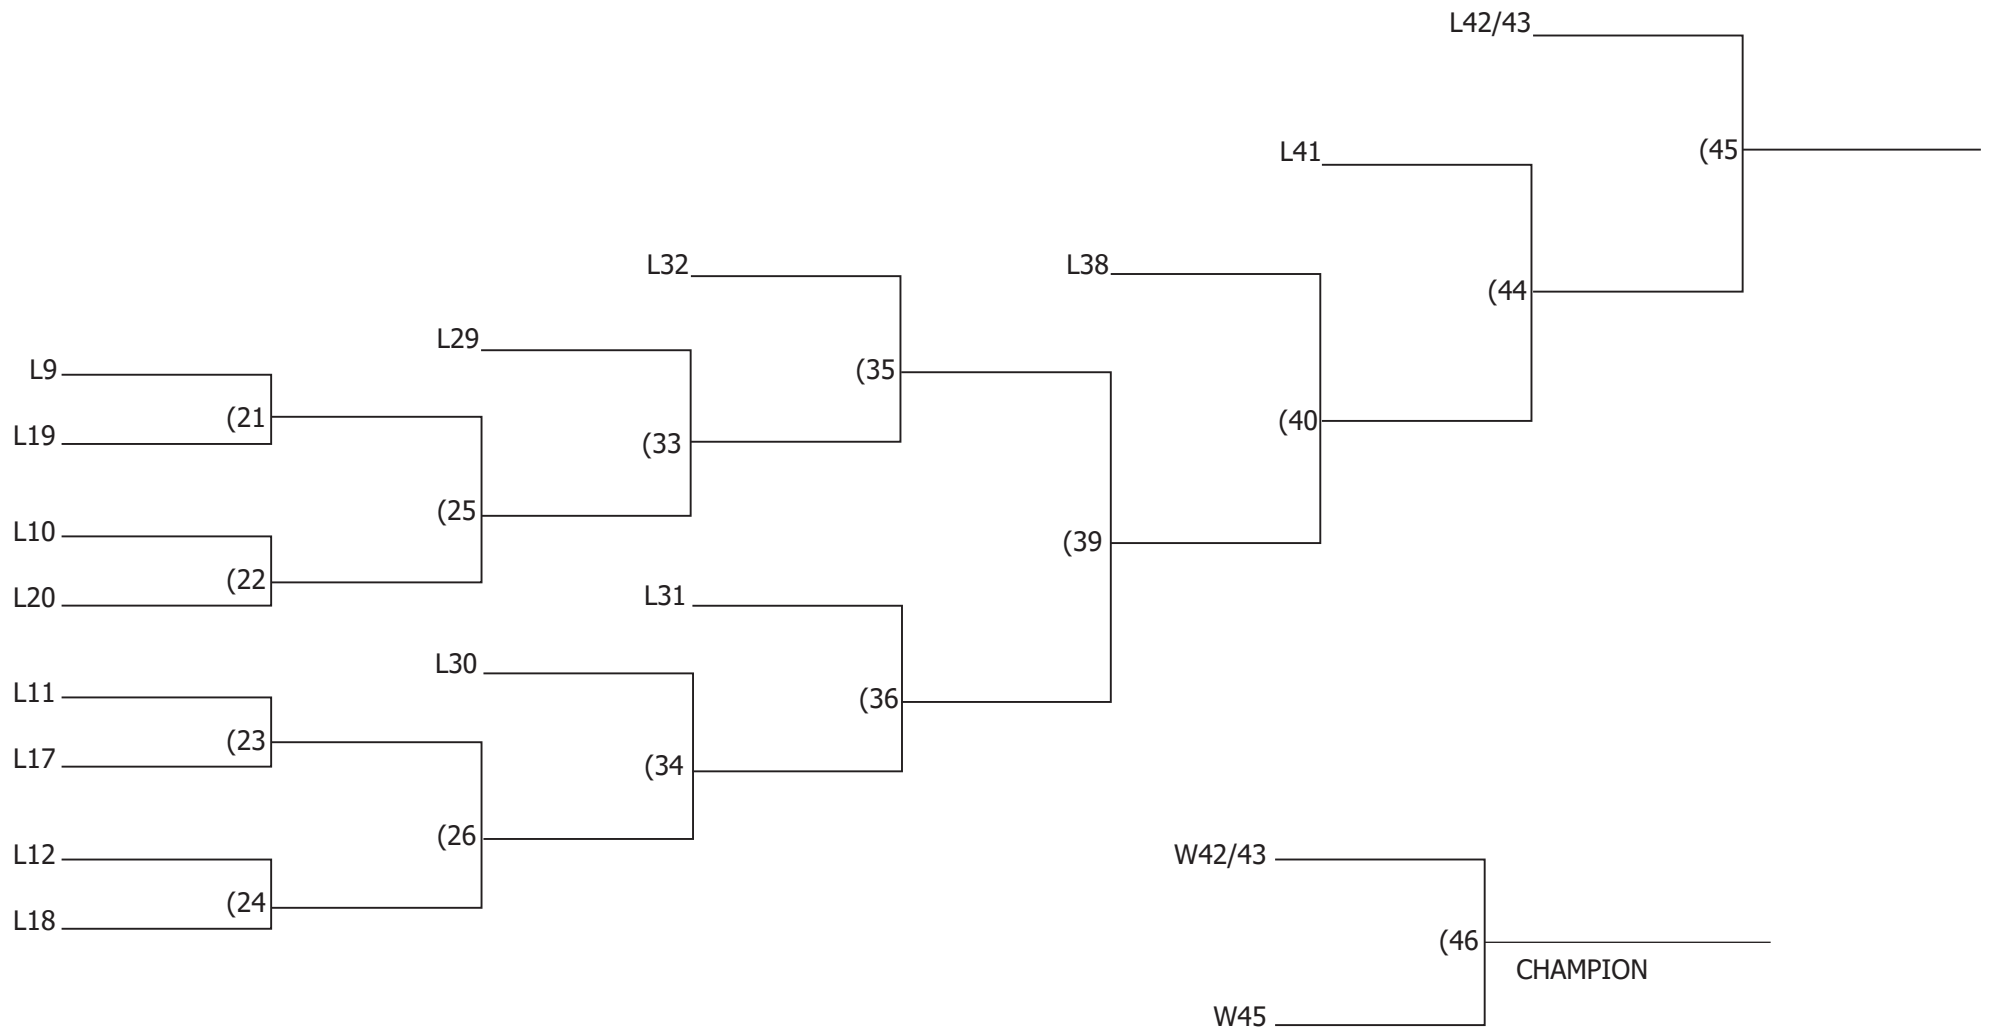 L42/43
L41
(45
L32
L38
(44
L29
L9
(35
(21
L19
(33
(40
(25
L10
(39
(22
L20
L31
L30
L11
(36
(23
L17
(34
(26
L12
W42/43
(24
L18
(46
CHAMPION
W45